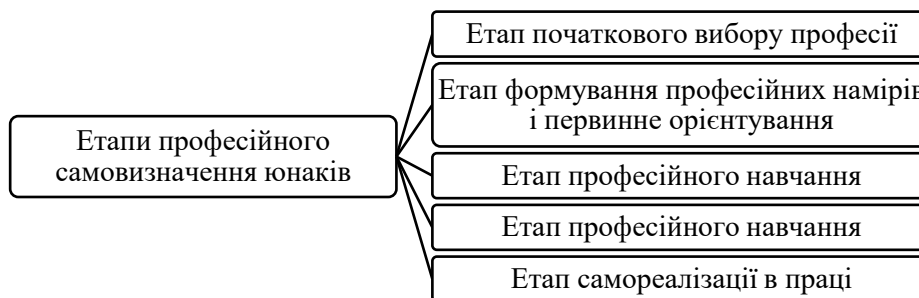 Етапи професійного
самовизначення юнаків
Етап початкового вибору професії
Етап формування професійних намірів
і первинне орієнтування
Етап професійного навчання
Етап професійного навчання
Етап самореалізації в праці